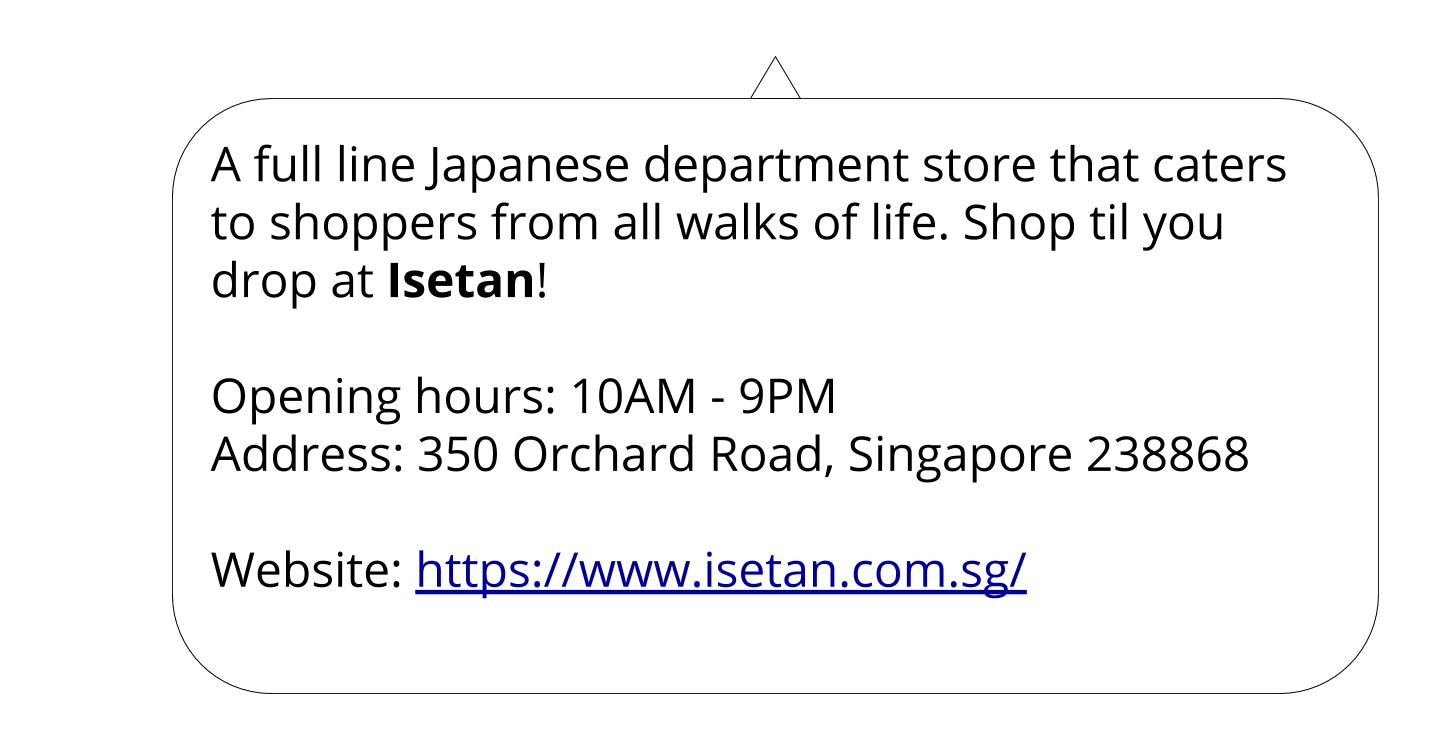 A full line Japanese department store that caters
to shoppers from all walks of life. Shop til you
drop at Isetan!
Opening hours: 10AM - 9PM
Address: 350 Orchard Road, Singapore 238868
Website: https://www.isetan.com.sg/